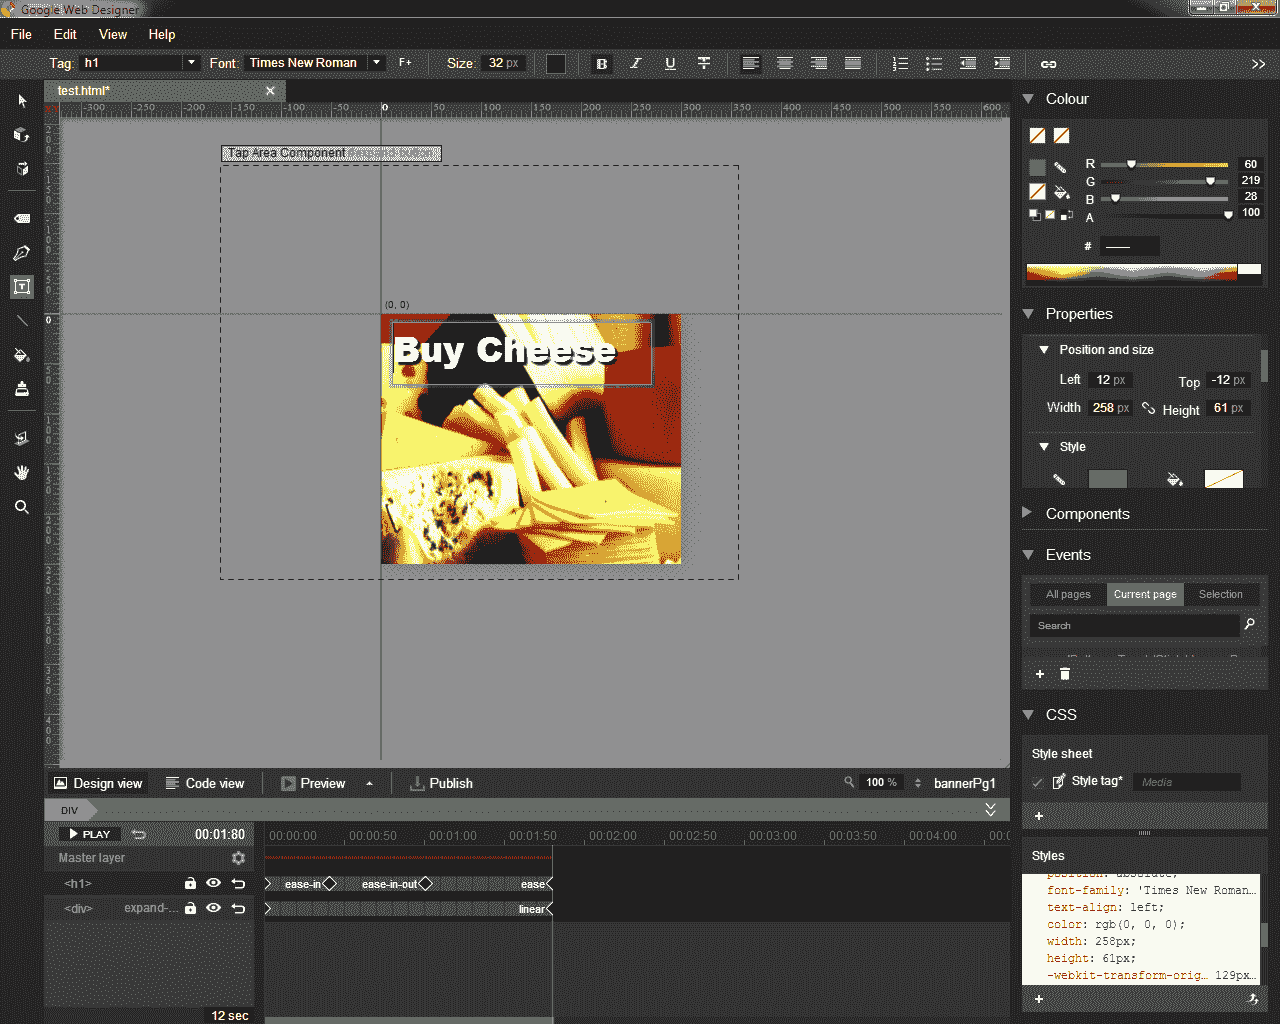 Google Web Designer
File Edit View Help
Tag: h1 Font: Times New Roman F+ Size: 32 px B I U T
test.html*
-300 -250 -200 -150 -100 -50 0 50 100 150 200 250 300 350 400 450 500 550 600
Tap Area Component
(0, 0)
Buy Cheese
Colour
R 60
G 219
B 28
A 100
#
Properties
Position and size
Left 12 px Top -12 px
Width 258 px Height 61 px
Style
Components
Events
All pages Current page Selection
Search
CSS
Style sheet
Style tag* Media
Styles
position: absolute;
font-family: 'Times New Roman...
text-align: left;
color: rgb(0, 0, 0);
width: 258px;
height: 61px;
-webkit-transform-orig... 129px...
Design view Code view Preview Publish 100 % bannerPg1
DIV
PLAY 00:01:80 00:00:00 00:00:50 00:01:00 00:01:50 00:02:00 00:02:50 00:03:00 00:03:50 00:04:00
Master layer
<h1> ease-in ease-in-out ease
<div> expand-... linear
12 sec